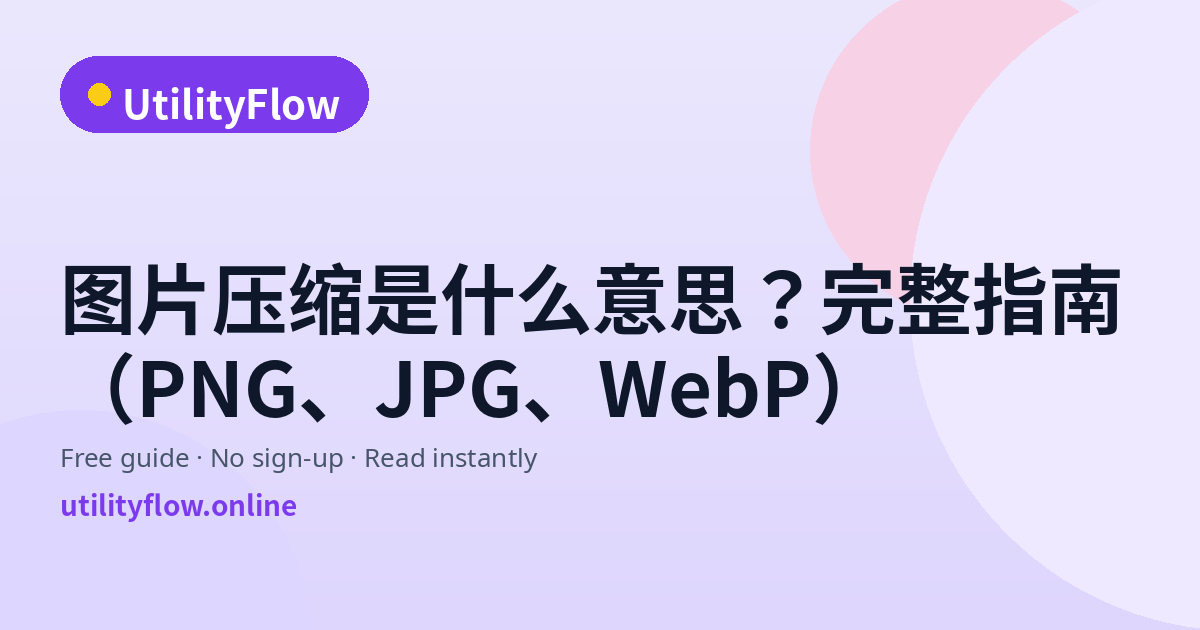 UtilityFlow
图片压缩是什么意思？完整指南
（PNG、JPG、WebP）
Free guide · No sign-up · Read instantly
utilityflow.online